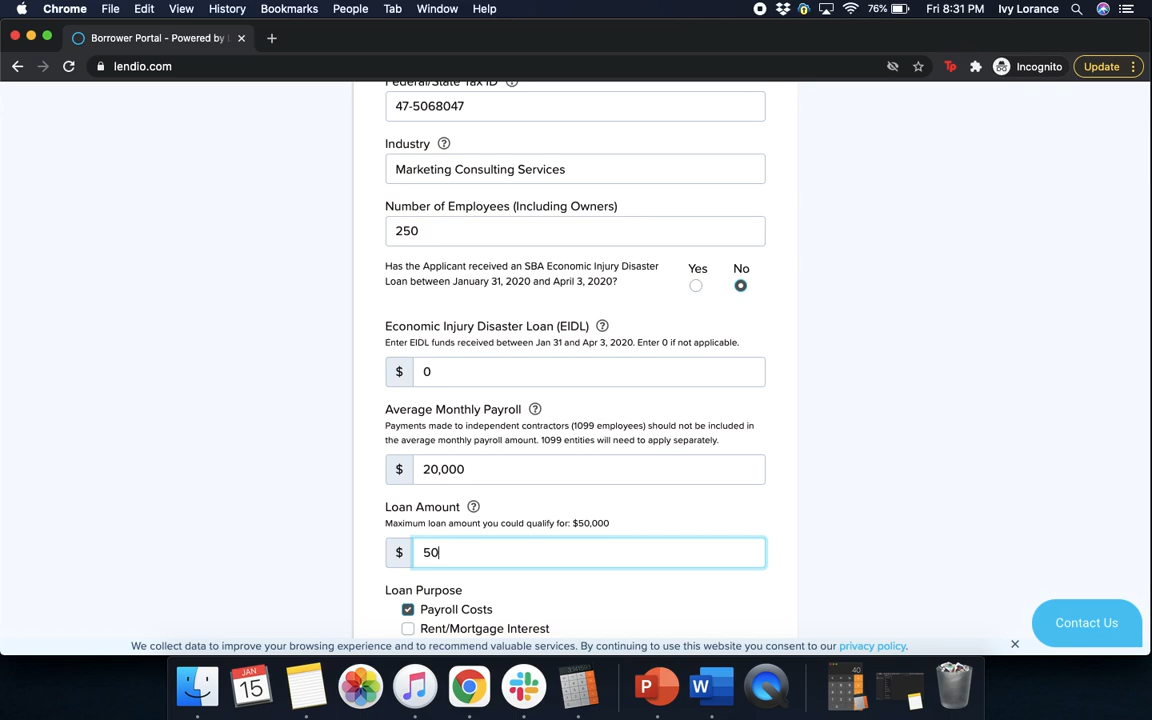 Chrome File Edit View History Bookmarks People Tab Window Help 76% Fri 8:31 PM Ivy Lorance
Borrower Portal - Powered by
lendio.com Incognito Update
Federal/State Tax ID
47-5068047
Industry
Marketing Consulting Services
Number of Employees (Including Owners)
250
Has the Applicant received an SBA Economic Injury Disaster
Loan between January 31, 2020 and April 3, 2020?
Yes No
Economic Injury Disaster Loan (EIDL)
Enter EIDL funds received between Jan 31 and Apr 3, 2020. Enter 0 if not applicable.
$ 0
Average Monthly Payroll
Payments made to independent contractors (1099 employees) should not be included in
the average monthly payroll amount. 1099 entities will need to apply separately.
$ 20,000
Loan Amount
Maximum loan amount you could qualify for: $50,000
$ 50
Loan Purpose
Payroll Costs
Rent/Mortgage Interest
Contact Us
We collect data to improve your browsing experience and to recommend valuable services. By continuing to use this website you consent to our privacy policy.
JAN
15
P W 40